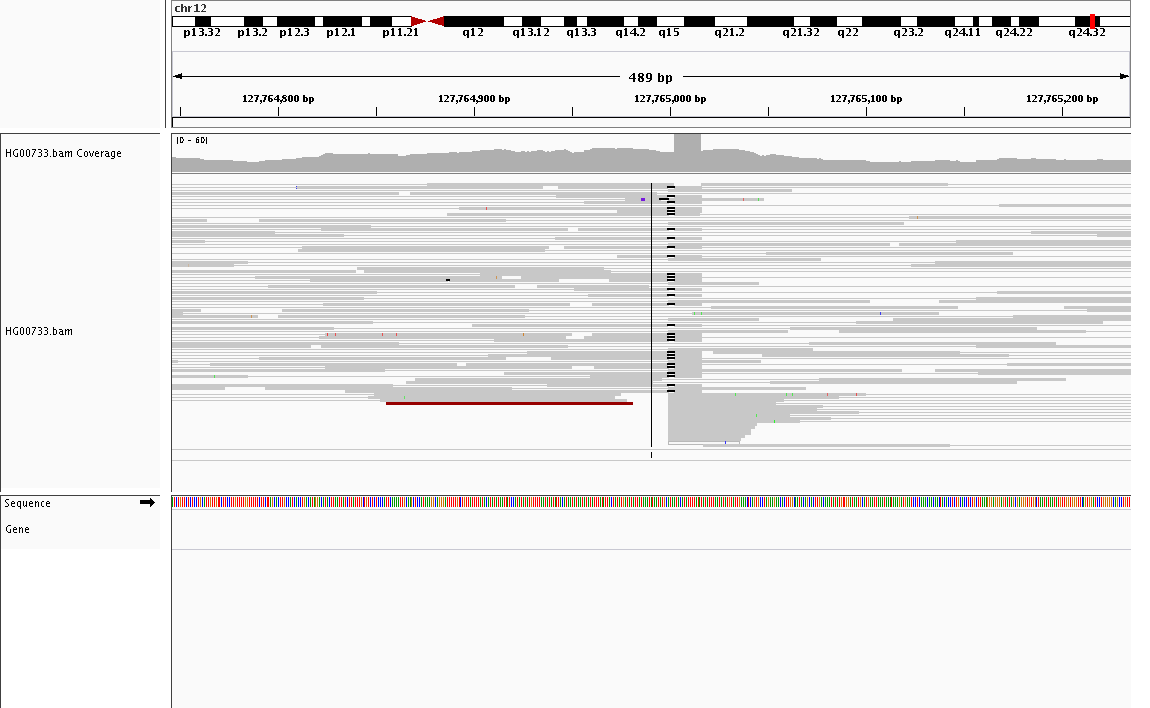 chr12
p13.32 p13.2 p12.3 p12.1 p11.21 q12 q13.12 q13.3 q14.2 q15 q21.2 q21.32 q22 q23.2 q24.11 q24.22 q24.32
489 bp
127,764,800 bp 127,764,900 bp 127,765,000 bp 127,765,100 bp 127,765,200 bp
[0 - 60]
HG00733.bam Coverage
HG00733.bam
Sequence
Gene